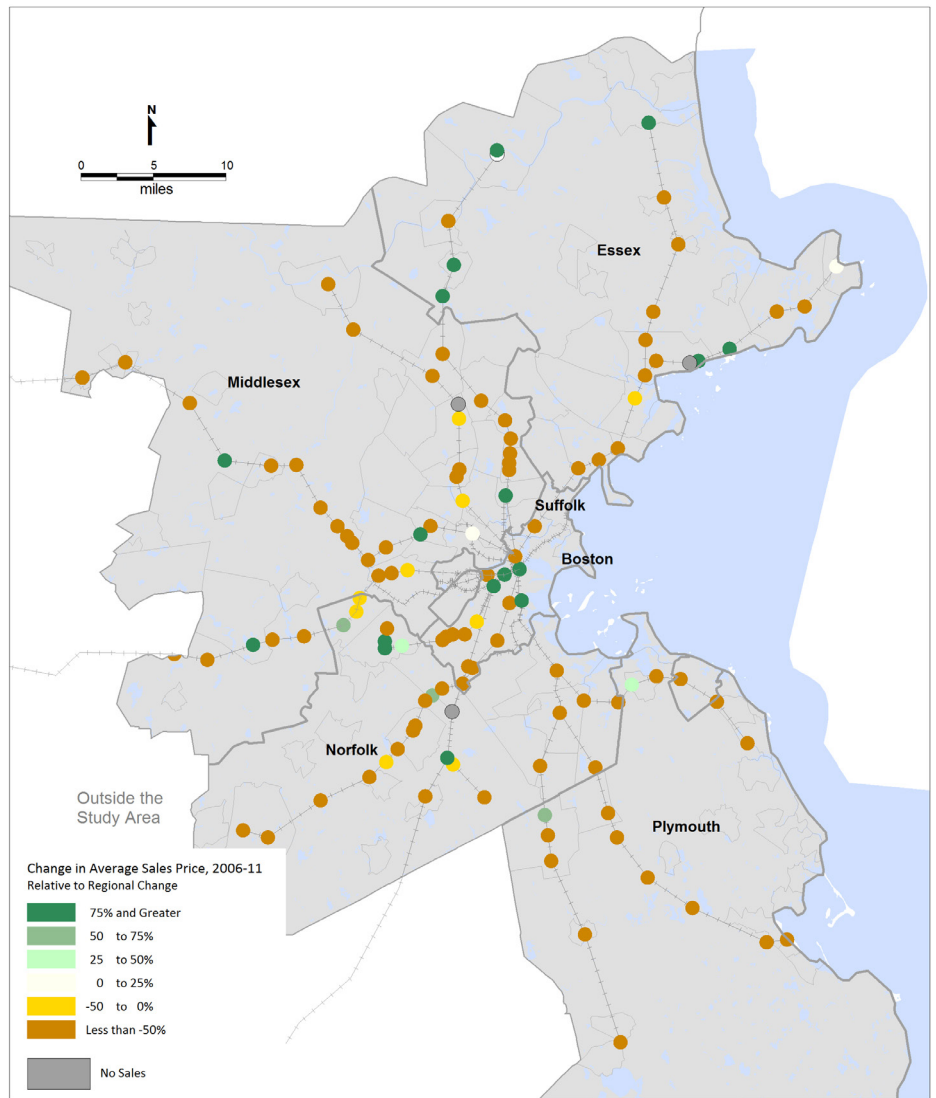 N
0 5 10
miles
Essex
Middlesex
Suffolk
Boston
Norfolk
Outside the
Study Area
Plymouth
Change in Average Sales Price, 2006-11
Relative to Regional Change
75% and Greater
50 to 75%
25 to 50%
0 to 25%
-50 to 0%
Less than -50%
No Sales